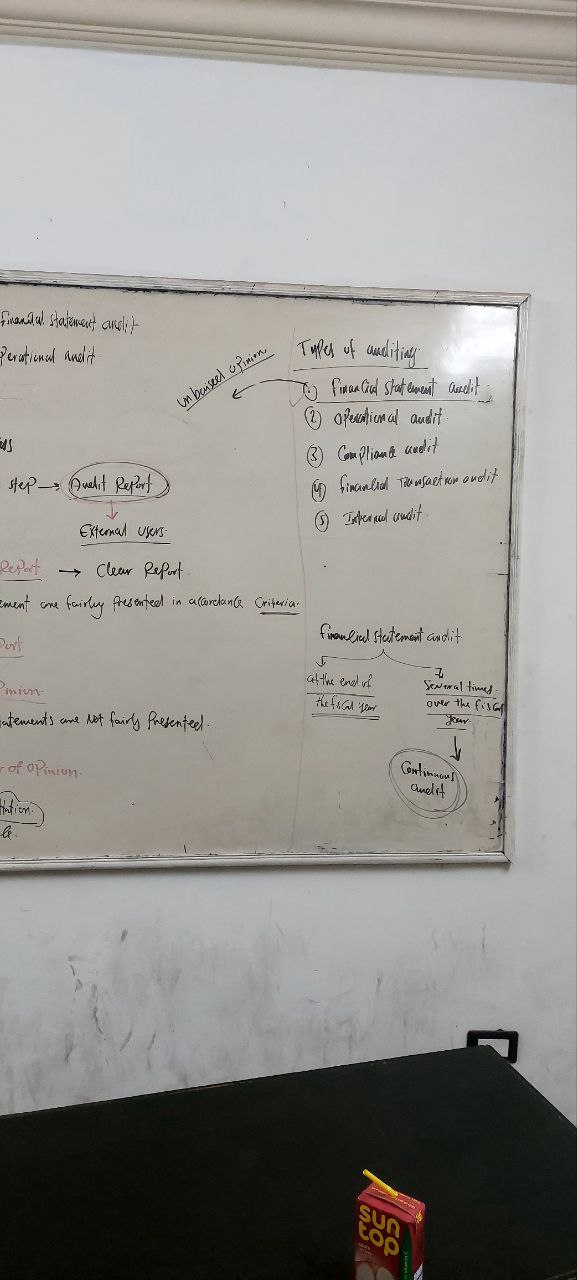 Financial statement audit
perational audit
step → Audit Report
External Users
Report → Clear Report.
ement are fairly Presented in accordance Criteria.
Port
Pinion
tatements are Not fairly Presented.
r of opinion.
tation.
unbaised opinion
Types of auditing
① financial statement audit
② Operational audit
③ Compliance audit
④ financial Transaction audit
⑤ Internal audit
financial statement audit
at the end of
the fiscal year
Several times
over the fiscal
year
Continuous
audit
sun
top